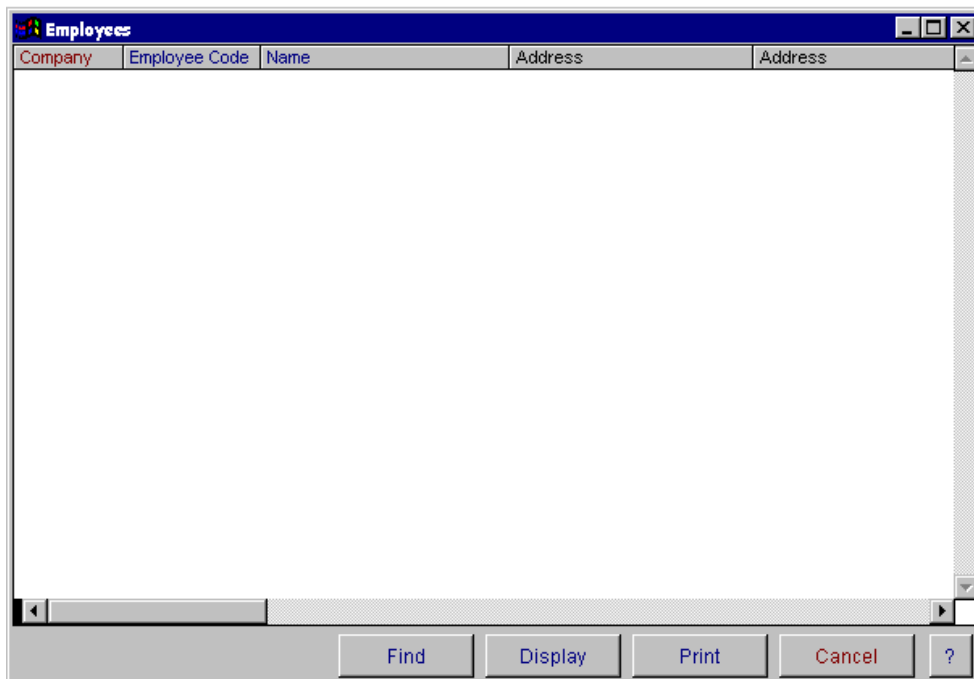 Employees
Company Employee Code Name Address Address
Find Display Print Cancel ?